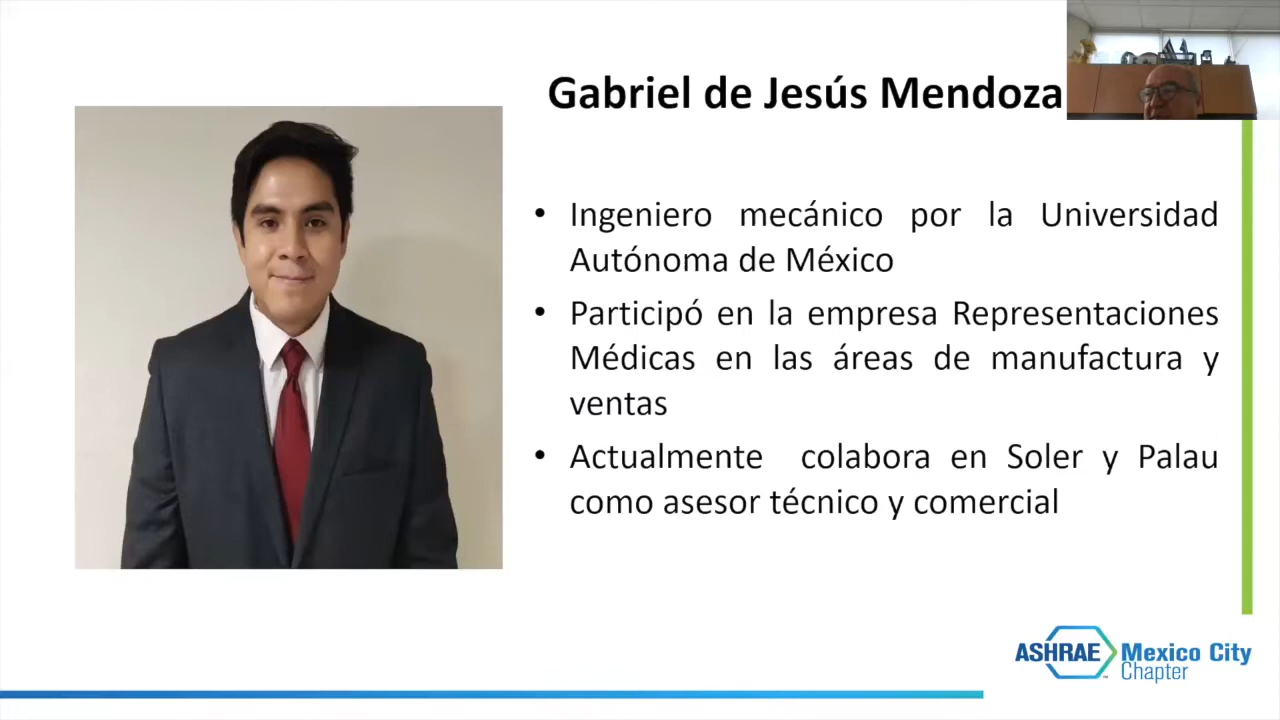 Gabriel de Jesús Mendoza
• Ingeniero mecánico por la Universidad
Autónoma de México
• Participó en la empresa Representaciones
Médicas en las áreas de manufactura y
ventas
• Actualmente colabora en Soler y Palau
como asesor técnico y comercial
ASHRAE Mexico City
Chapter